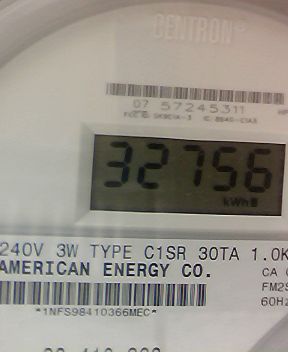 CENTRON®
07 57245311
32756
kWh
240V 3W TYPE C1SR 30TA 1.0K
AMERICAN ENERGY CO.
CA
FM2S
60Hz
*1NFS98410366MEC*